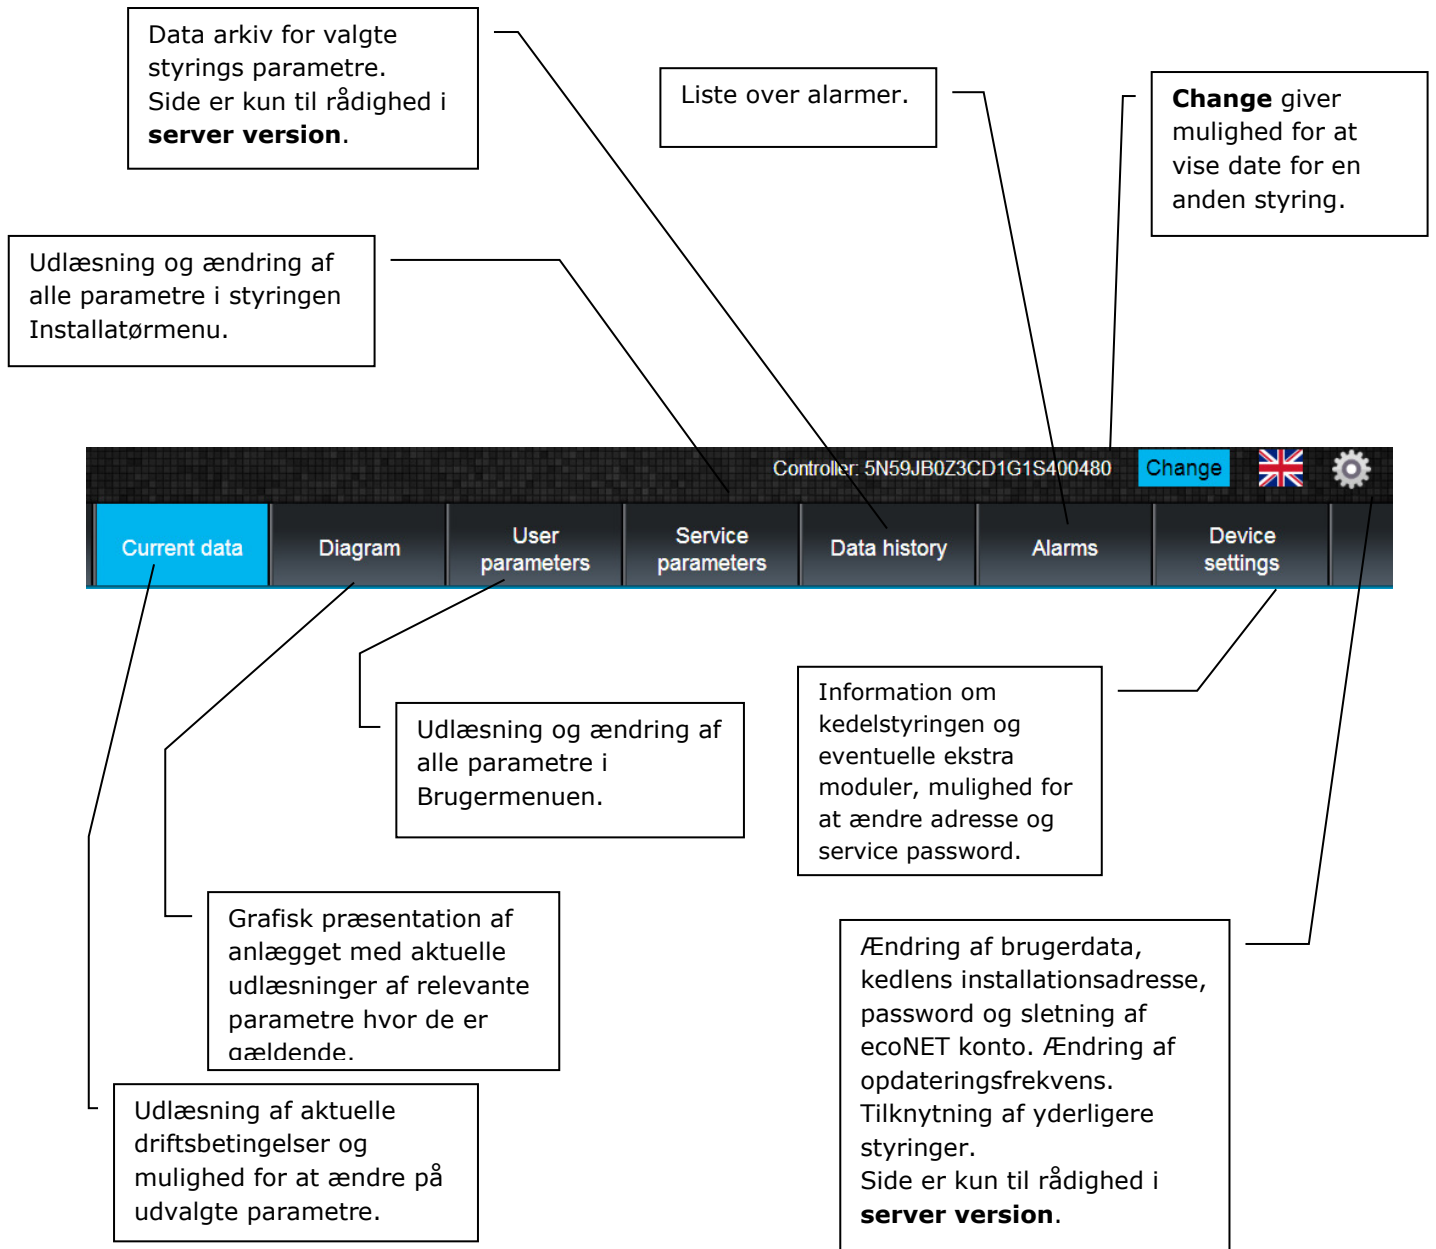 Data arkiv for valgte
styrings parametre.
Side er kun til rådighed i
server version.
Liste over alarmer.
Change giver
mulighed for at
vise date for en
anden styring.
Udlæsning og ændring af
alle parametre i styringen
Installatørmenu.
Controller: 5N59JB0Z3CD1G1S400480
Change
Current data
Diagram
User
parameters
Service
parameters
Data history
Alarms
Device
settings
Information om
kedelstyringen og
eventuelle ekstra
moduler, mulighed for
at ændre adresse og
service password.
Udlæsning og ændring af
alle parametre i
Brugermenuen.
Grafisk præsentation af
anlægget med aktuelle
udlæsninger af relevante
parametre hvor de er
gældende.
Ændring af brugerdata,
kedlens installationsadresse,
password og sletning af
ecoNET konto. Ændring af
opdateringsfrekvens.
Tilknytning af yderligere
styringer.
Side er kun til rådighed i
server version.
Udlæsning af aktuelle
driftsbetingelser og
mulighed for at ændre på
udvalgte parametre.